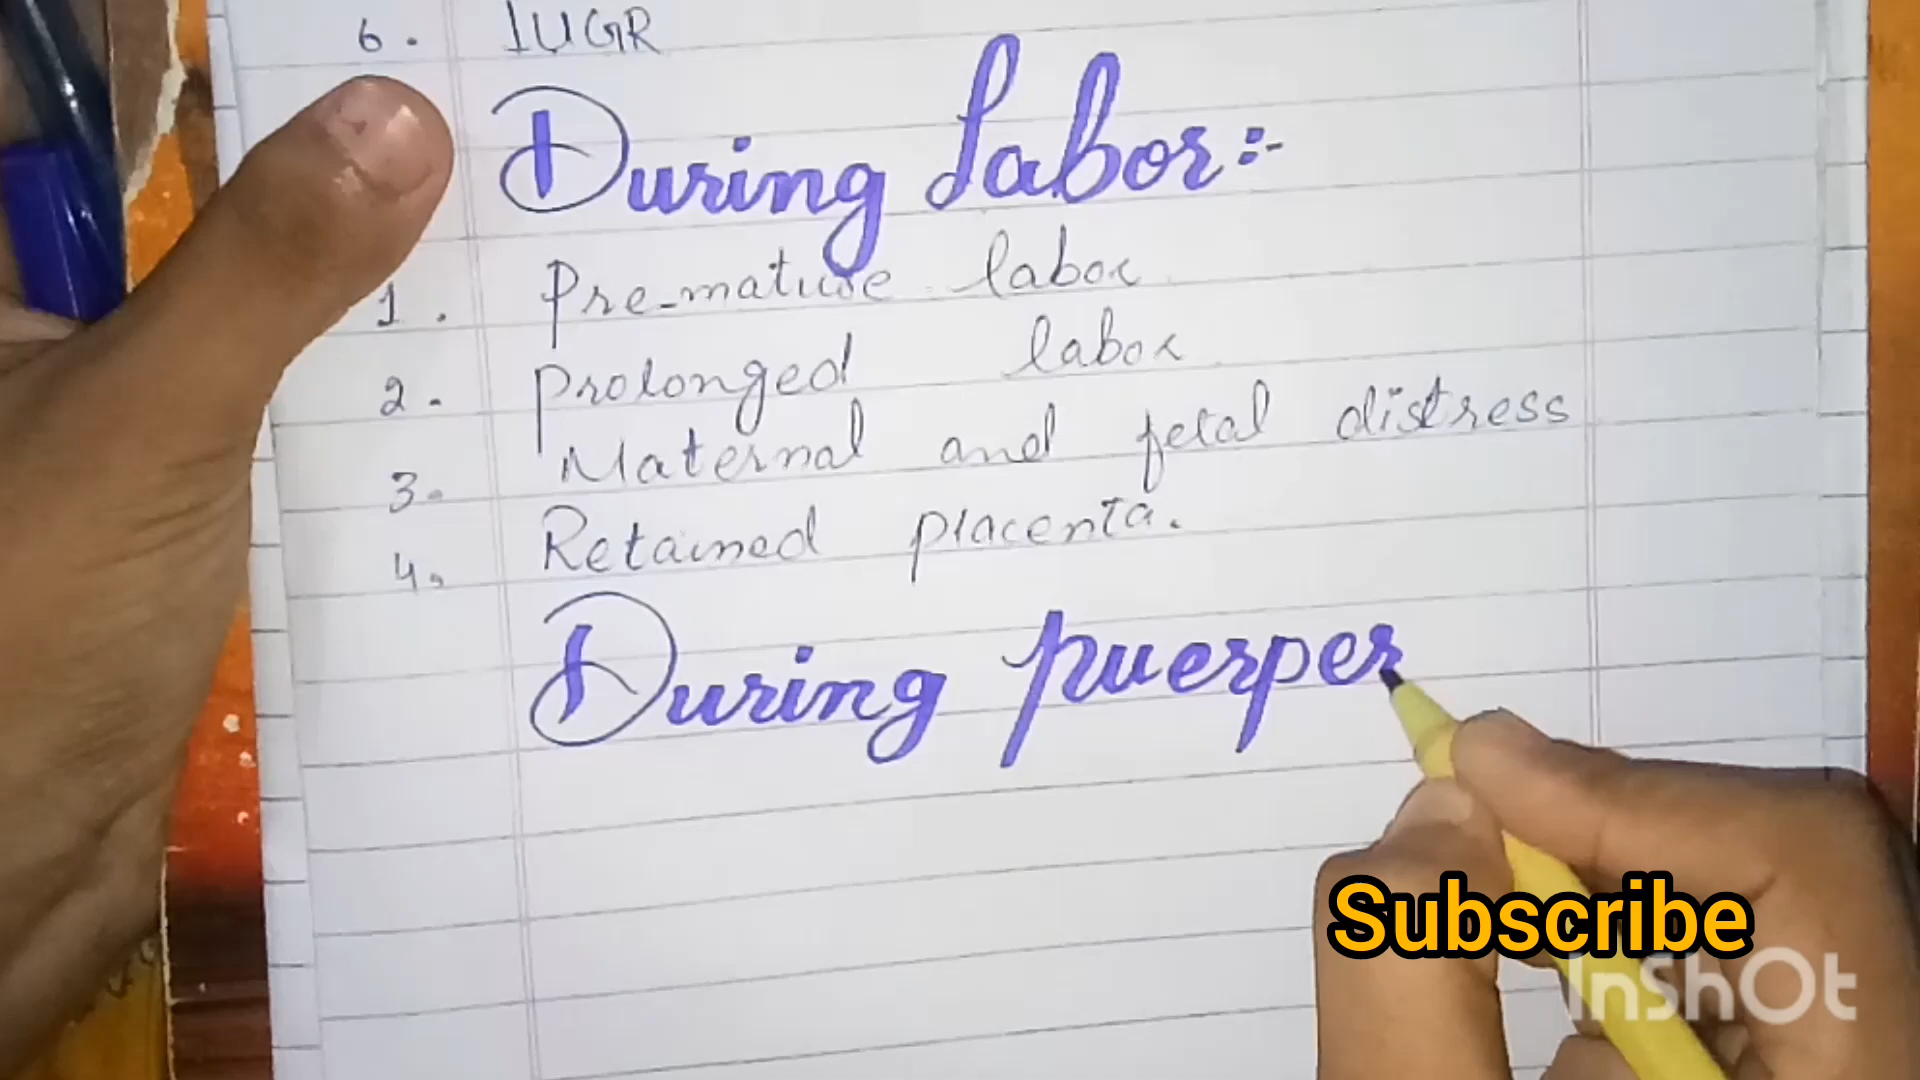 6. IUGR
During labor:-
1. Pre-mature labor
2. Prolonged labor
3. Maternal and fetal distress
4. Retained placenta.
During puerper
Subscribe
InShOt